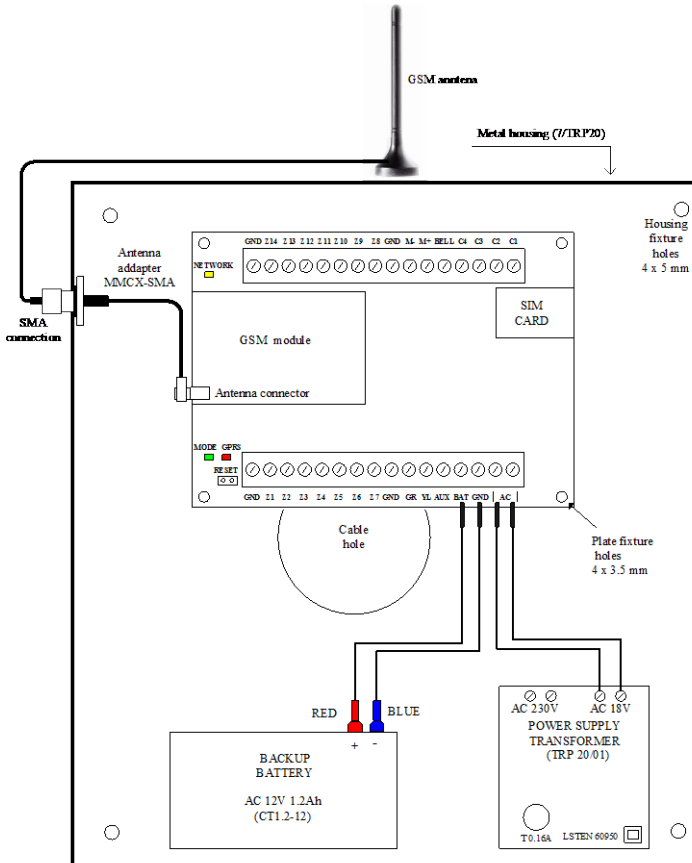 GSM anntena
Metal housing (7/TRP20)
Housing
fixture
holes
4 x 5 mm
Antenna
addapter
MMCX-SMA
SMA
connection
GND Z14 Z13 Z12 Z11 Z10 Z9 Z8 GND M- M+ BELL C4 C3 C2 C1
NETWORK
SIM
CARD
GSM module
Antenna connector
MODE GPRS
RESET
GND Z1 Z2 Z3 Z4 Z5 Z6 Z7 GND GR YL AUX BAT GND | AC |
Cable
hole
Plate fixture
holes
4 x 3.5 mm
RED
BLUE
+ -
BACKUP
BATTERY
AC 12V 1.2Ah
(CT1.2-12)
AC 230V AC 18V
POWER SUPPLY
TRANSFORMER
(TRP 20/01)
T0.16A LSTEN 60950